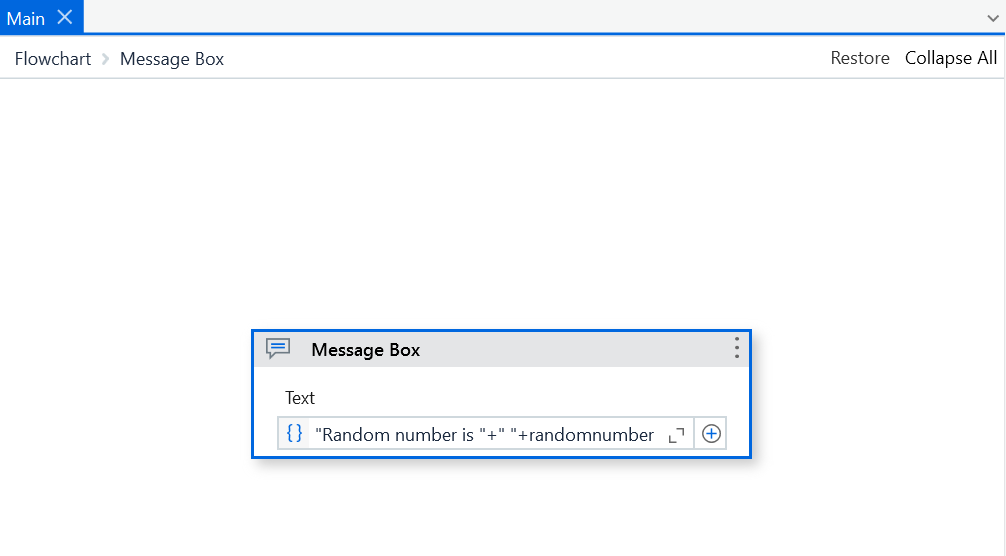 Main
Flowchart > Message Box Restore Collapse All
Message Box
Text
{} "Random number is "+" "+randomnumber